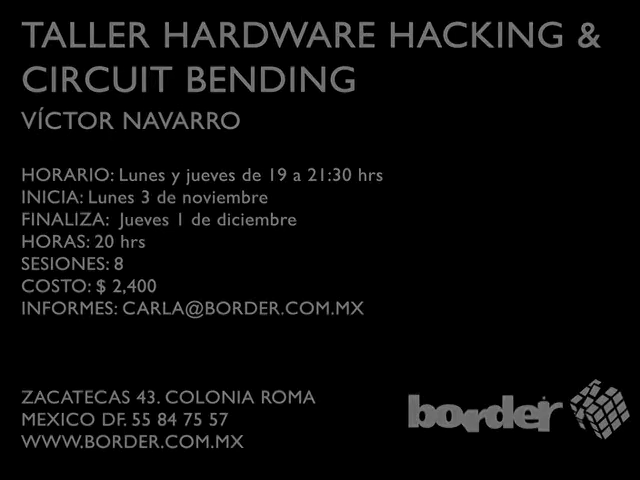 TALLER HARDWARE HACKING &
CIRCUIT BENDING
VÍCTOR NAVARRO
HORARIO: Lunes y jueves de 19 a 21:30 hrs
INICIA: Lunes 3 de noviembre
FINALIZA: Jueves 1 de diciembre
HORAS: 20 hrs
SESIONES: 8
COSTO: $ 2,400
INFORMES: CARLA@BORDER.COM.MX
ZACATECAS 43. COLONIA ROMA
MEXICO DF. 55 84 75 57
WWW.BORDER.COM.MX
border